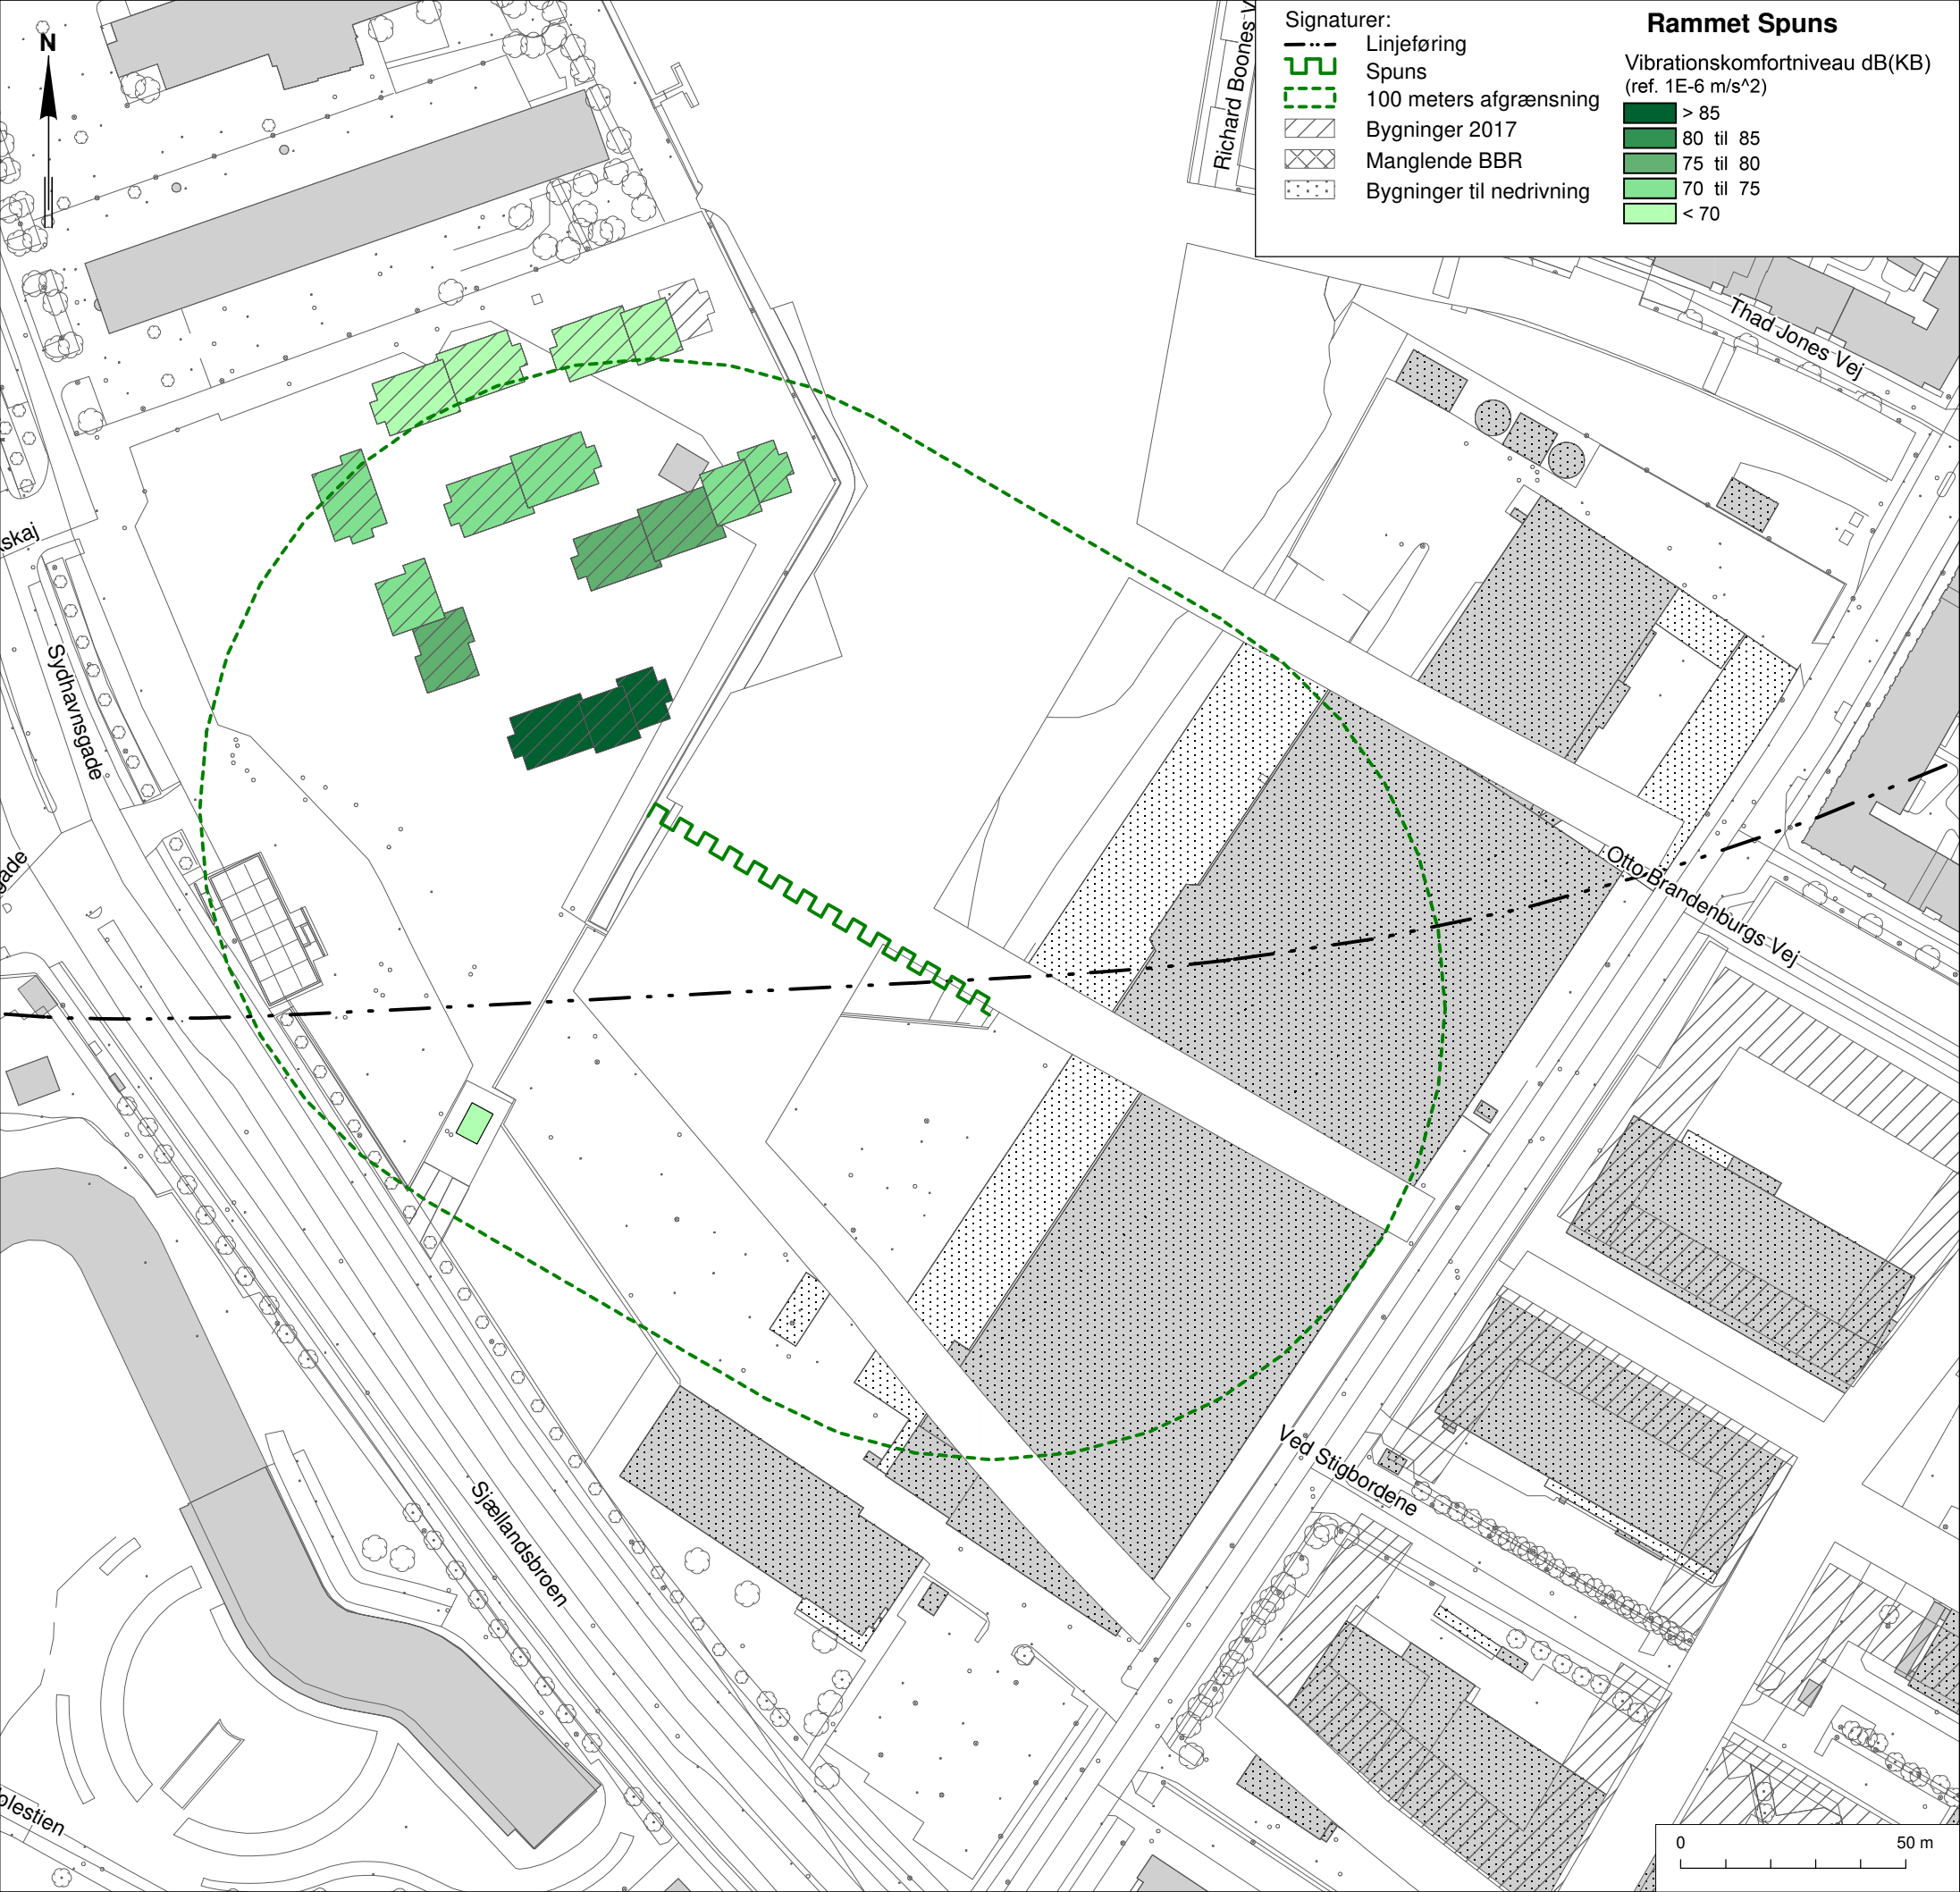 N
Signaturer:
Linjeføring
Spuns
100 meters afgrænsning
Bygninger 2017
Manglende BBR
Bygninger til nedrivning
Rammet Spuns
Vibrationskomfortniveau dB(KB)
(ref. 1E-6 m/s^2)
> 85
80 til 85
75 til 80
70 til 75
< 70
Richard Boones V
Thad Jones Vej
skaj
Sydhavnsgade
gade
Otto Brandenburgs Vej
Ved Stigbordene
Sjællandsbroen
olestien
0 50 m